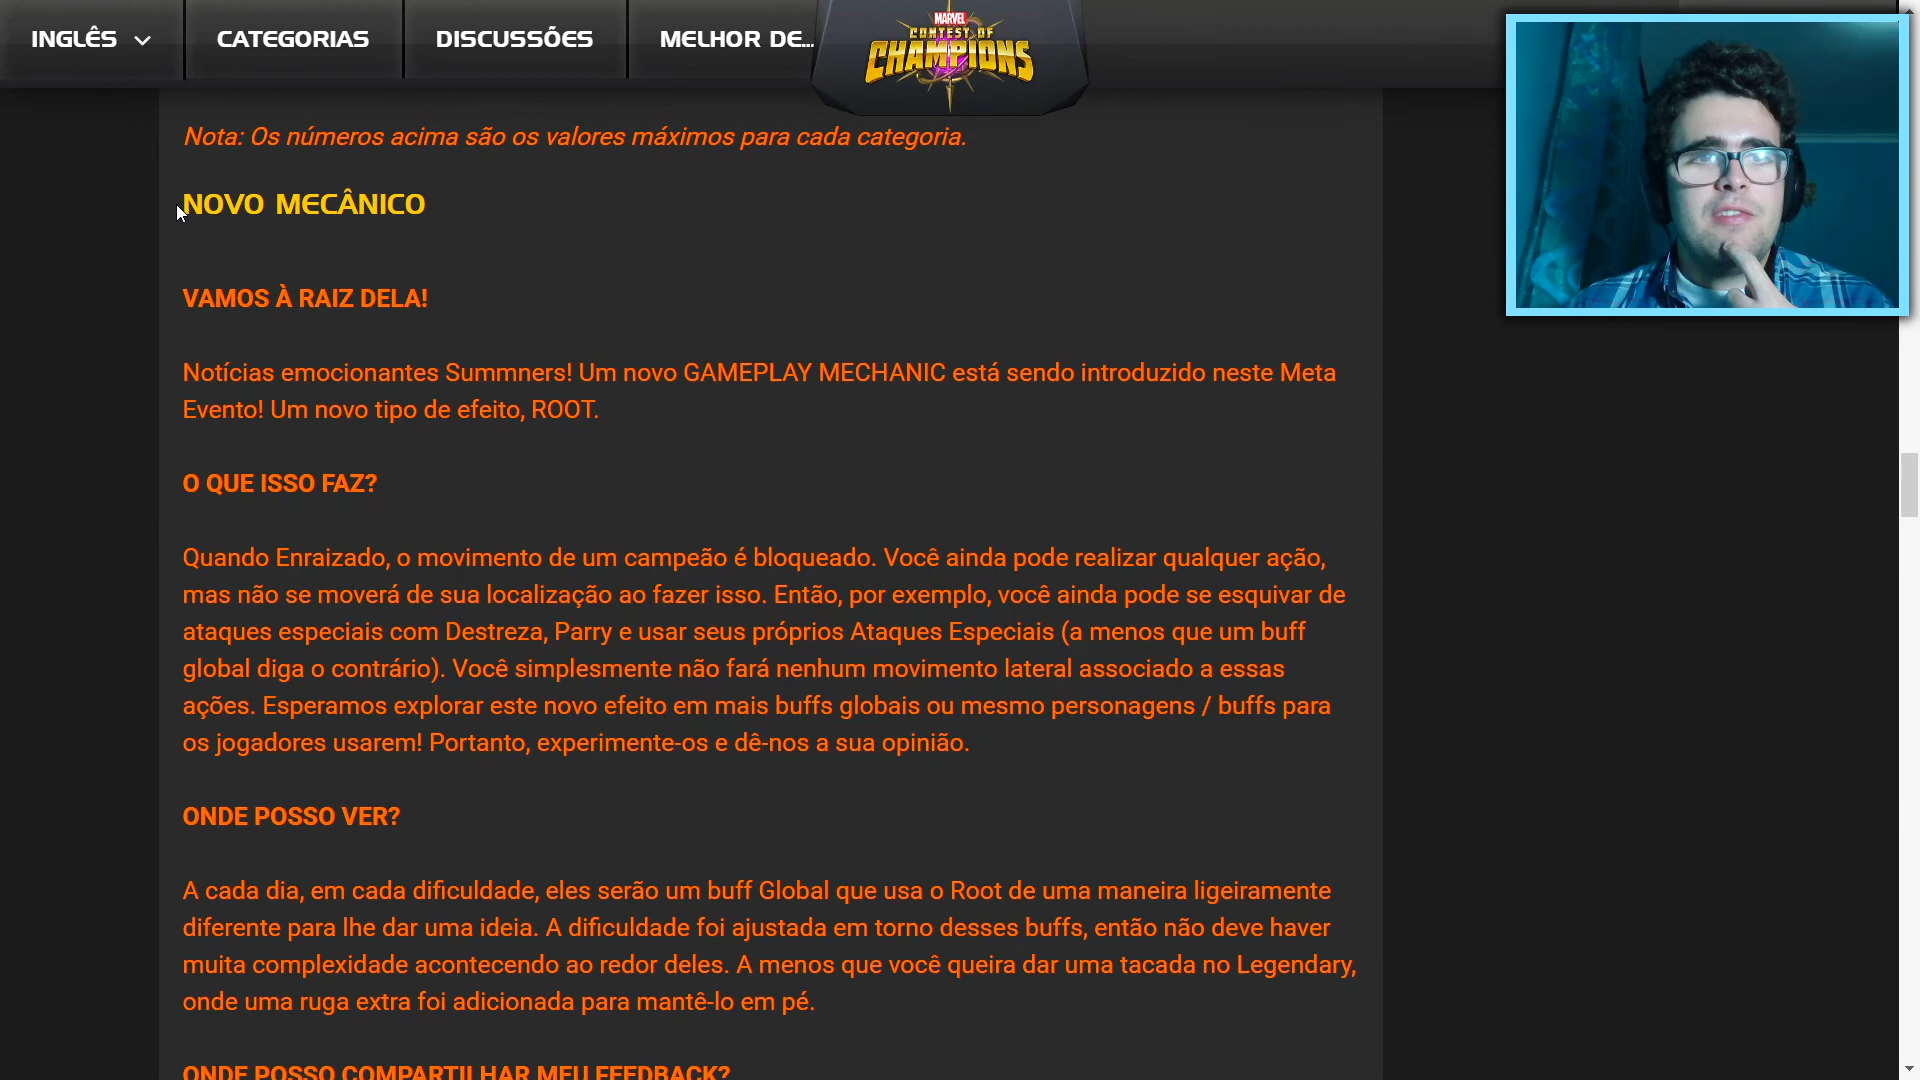 INGLÊS
CATEGORIAS
DISCUSSÕES
MELHOR DE...
MARVEL
CONTEST OF
CHAMPIONS
Nota: Os números acima são os valores máximos para cada categoria.
NOVO MECÂNICO
VAMOS À RAIZ DELA!
Notícias emocionantes Summners! Um novo GAMEPLAY MECHANIC está sendo introduzido neste Meta
Evento! Um novo tipo de efeito, ROOT.
O QUE ISSO FAZ?
Quando Enraizado, o movimento de um campeão é bloqueado. Você ainda pode realizar qualquer ação,
mas não se moverá de sua localização ao fazer isso. Então, por exemplo, você ainda pode se esquivar de
ataques especiais com Destreza, Parry e usar seus próprios Ataques Especiais (a menos que um buff
global diga o contrário). Você simplesmente não fará nenhum movimento lateral associado a essas
ações. Esperamos explorar este novo efeito em mais buffs globais ou mesmo personagens / buffs para
os jogadores usarem! Portanto, experimente-os e dê-nos a sua opinião.
ONDE POSSO VER?
A cada dia, em cada dificuldade, eles serão um buff Global que usa o Root de uma maneira ligeiramente
diferente para lhe dar uma ideia. A dificuldade foi ajustada em torno desses buffs, então não deve haver
muita complexidade acontecendo ao redor deles. A menos que você queira dar uma tacada no Legendary,
onde uma ruga extra foi adicionada para mantê-lo em pé.
ONDE POSSO COMPARTILHAR MEU FEEDBACK?